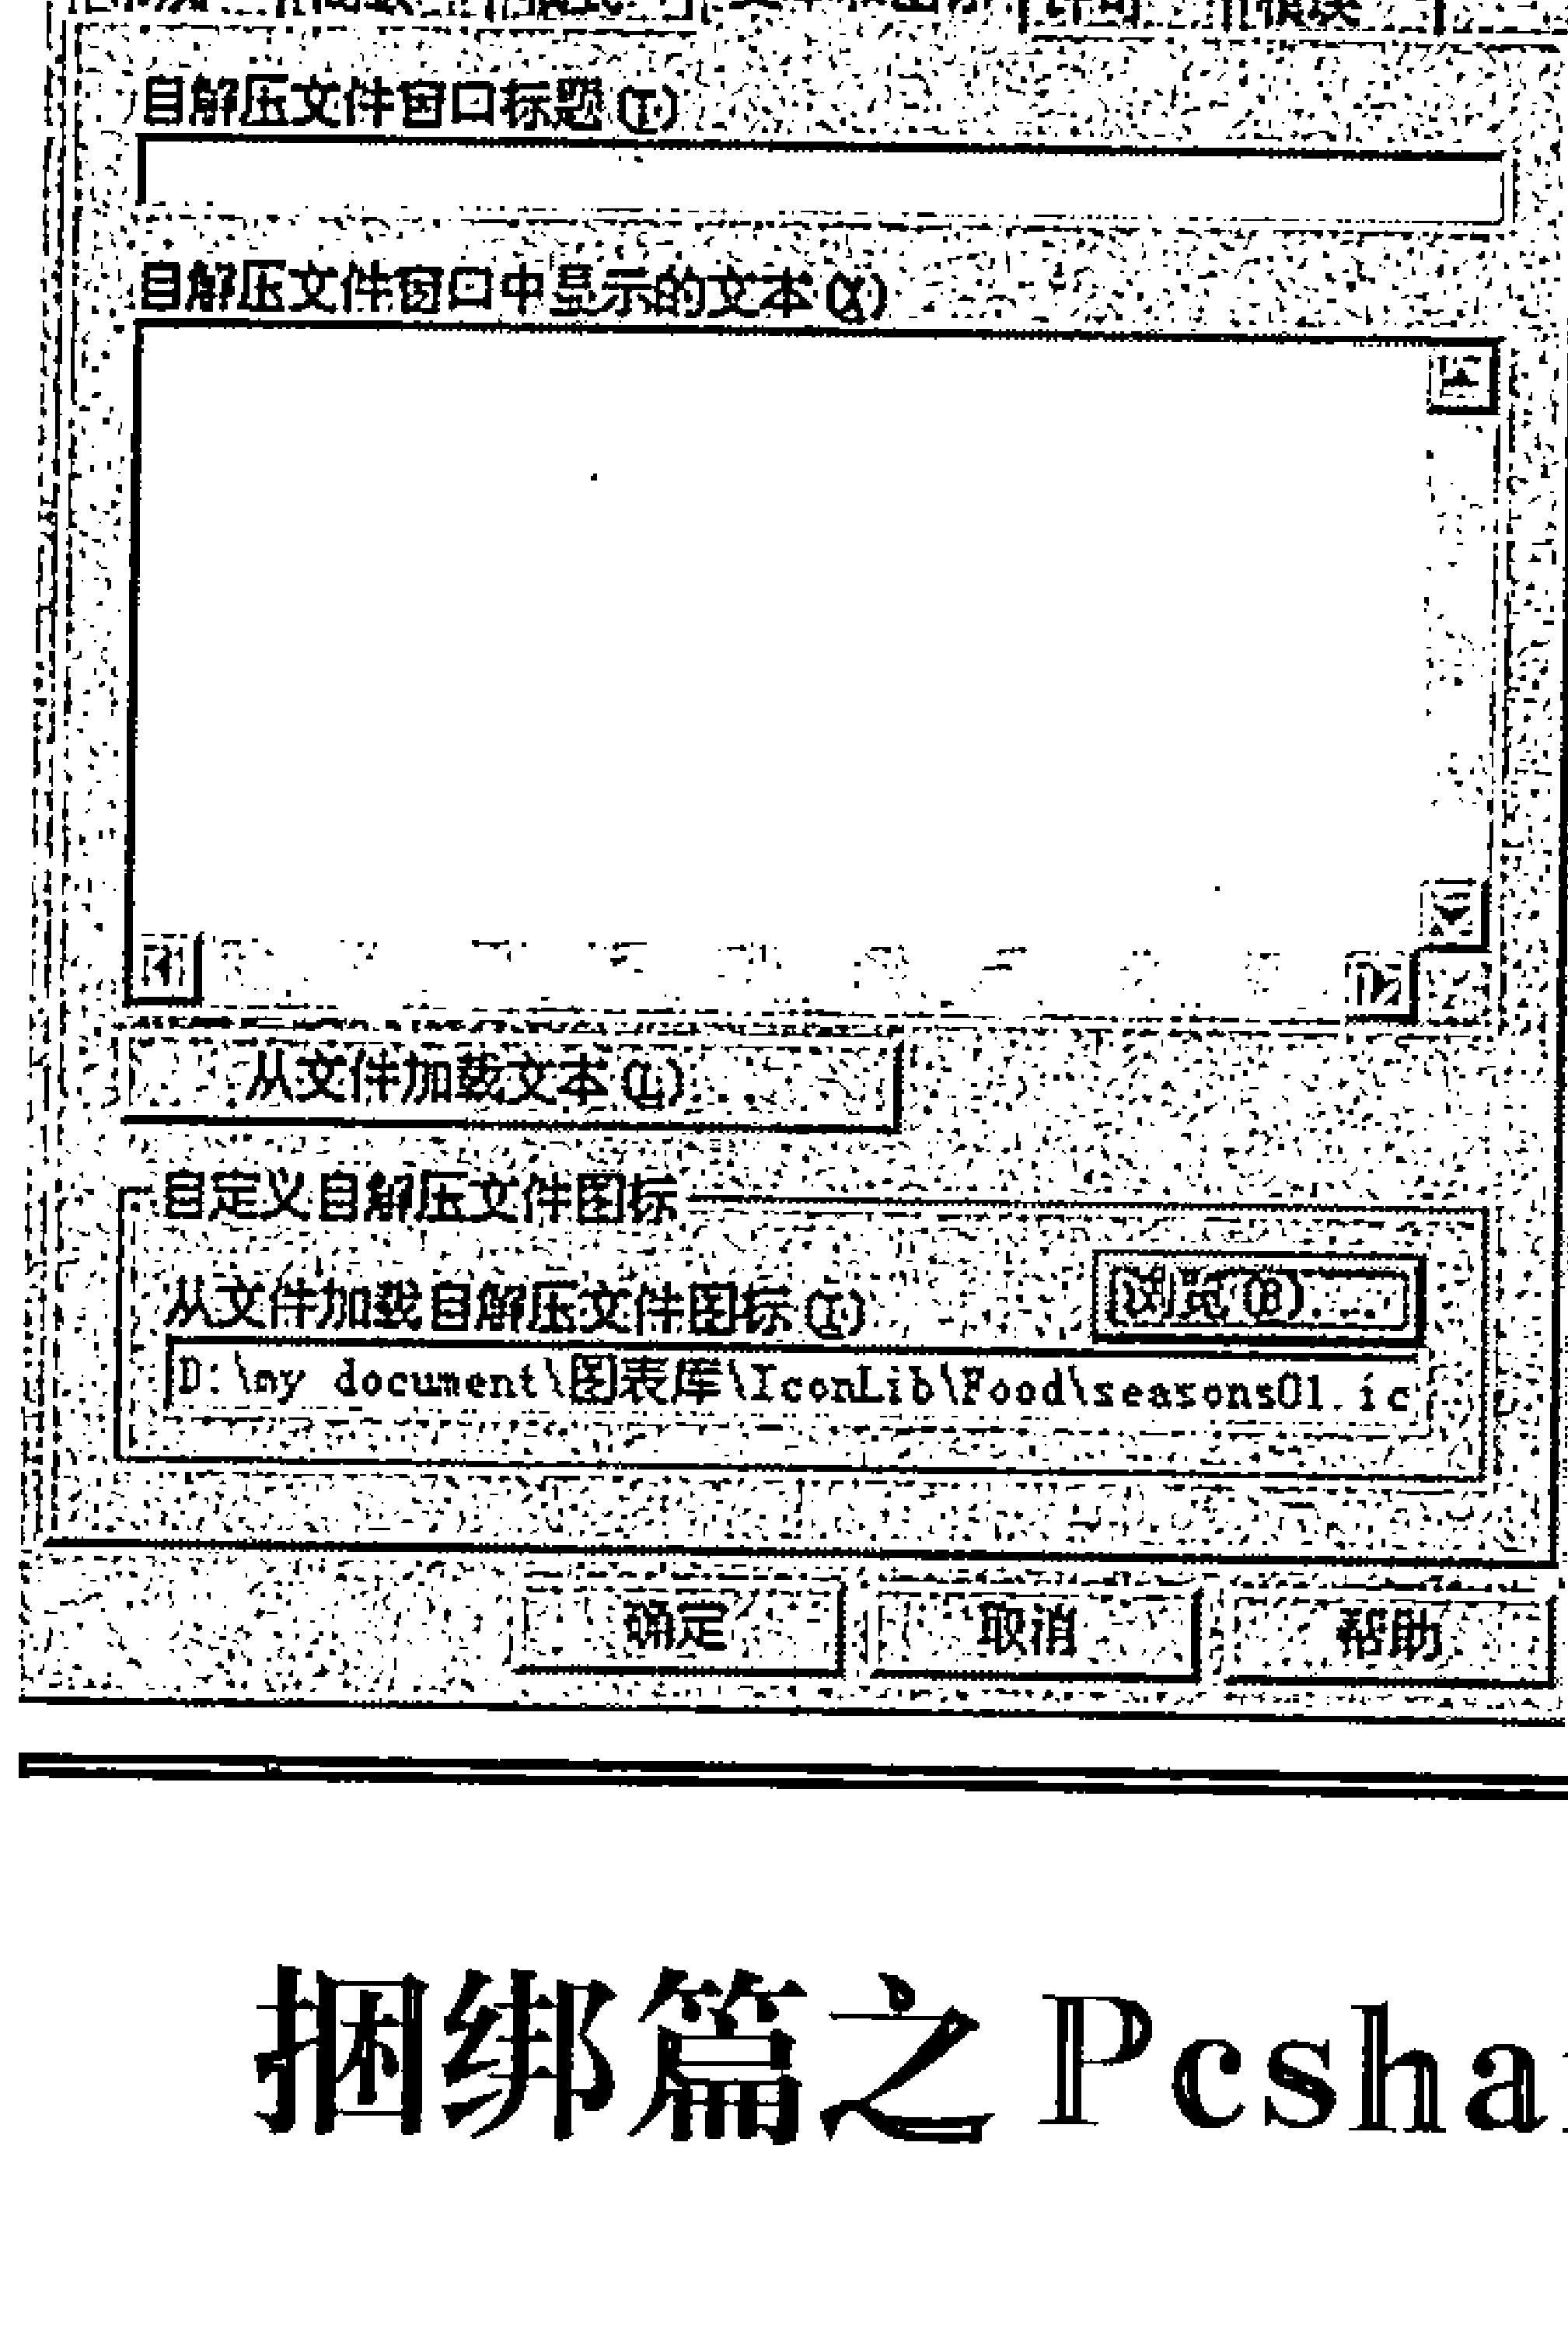 自解压文件窗口标题(T)
自解压文件窗口中显示的文本(X)
从文件加载文本(L)
自定义自解压文件图标
从文件加载自解压文件图标(I)
浏览(B)...
D:\my document\图表库\IconLib\Food\seasons01.ic
确定 取消 帮助
捆绑篇之Pcsha